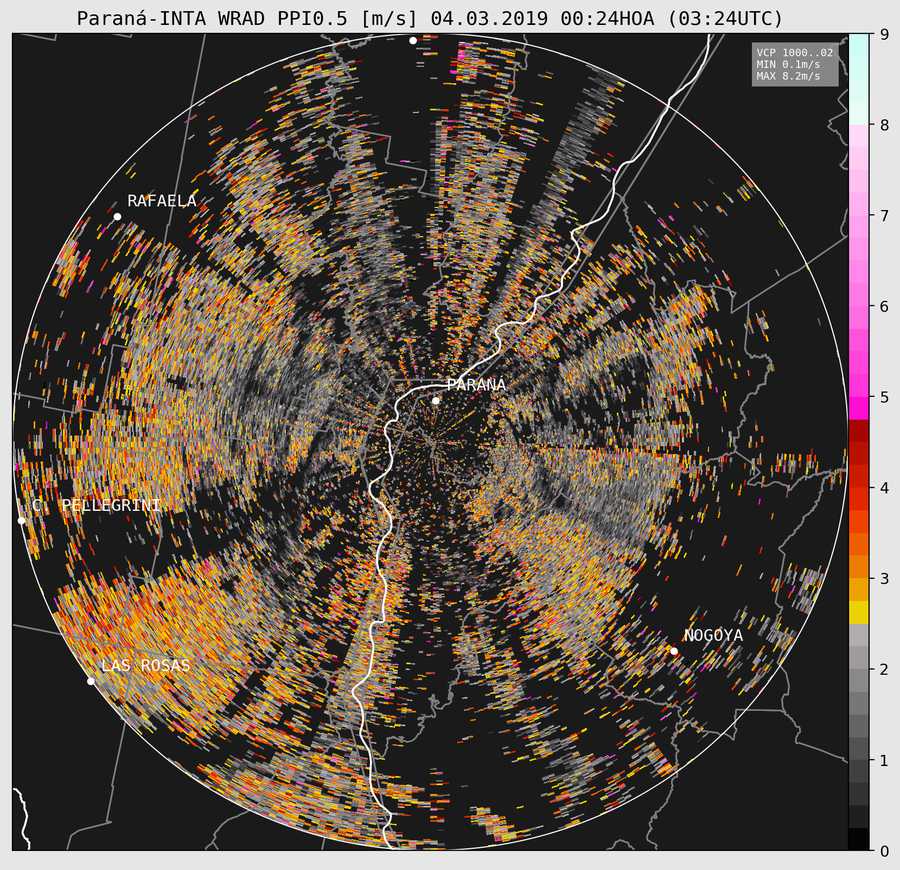 Paraná-INTA WRAD PPI0.5 [m/s] 04.03.2019 00:24HOA (03:24UTC)
VCP 1000..02
MIN 0.1m/s
MAX 8.2m/s
9
8
7
6
5
4
3
2
1
0
RAFAELA
PARANA
C. PELLEGRINI
NOGOYA
LAS ROSAS